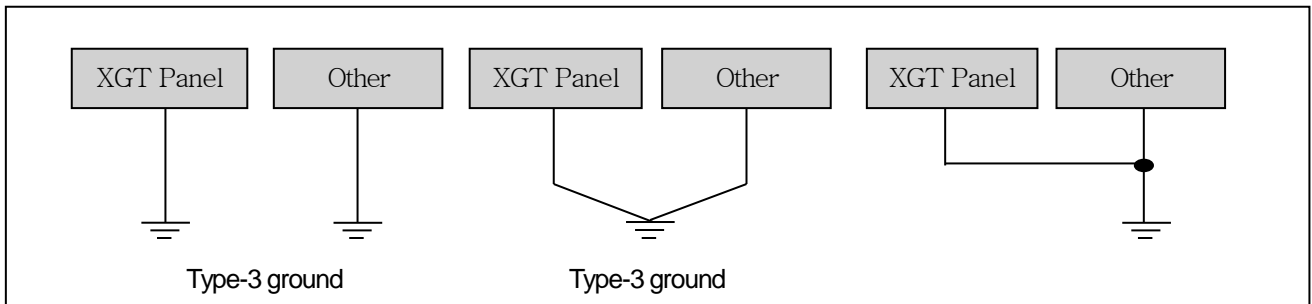 XGT Panel Other XGT Panel Other XGT Panel Other
Type-3 ground Type-3 ground